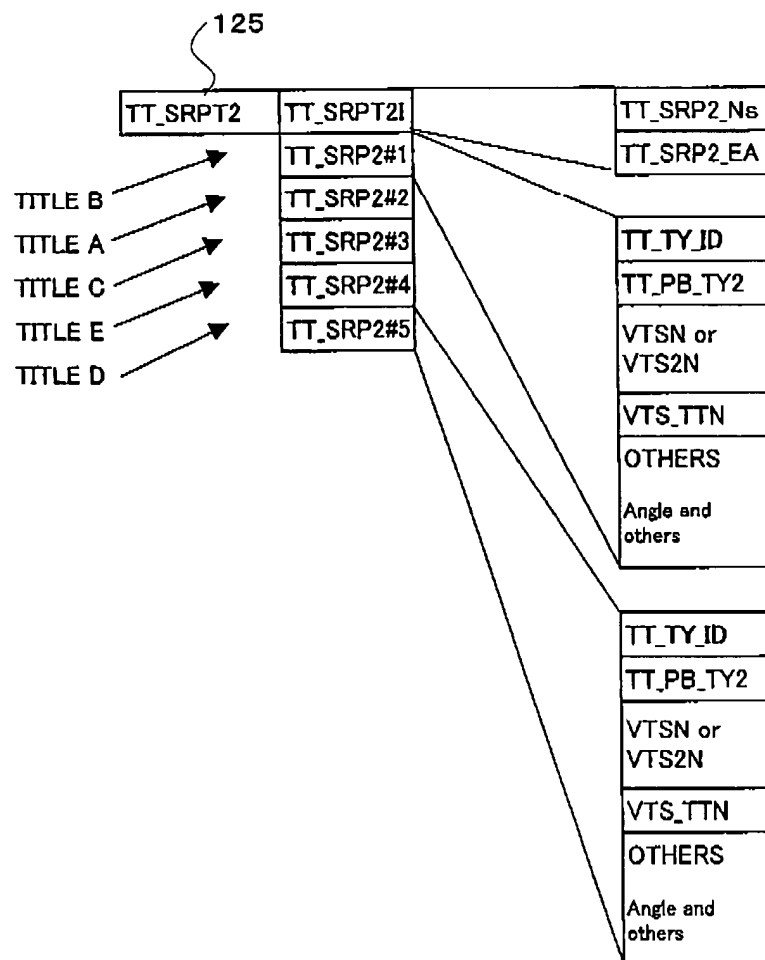 125
TT_SRPT2
TT_SRPT2I
TT_SRP2#1
TT_SRP2#2
TT_SRP2#3
TT_SRP2#4
TT_SRP2#5
TITLE B
TITLE A
TITLE C
TITLE E
TITLE D
TT_SRP2_Ns
TT_SRP2_EA
TT_TY_ID
TT_PB_TY2
VTSN or
VTS2N
VTS_TTN
OTHERS
Angle and
others
TT_TY_ID
TT_PB_TY2
VTSN or
VTS2N
VTS_TTN
OTHERS
Angle and
others